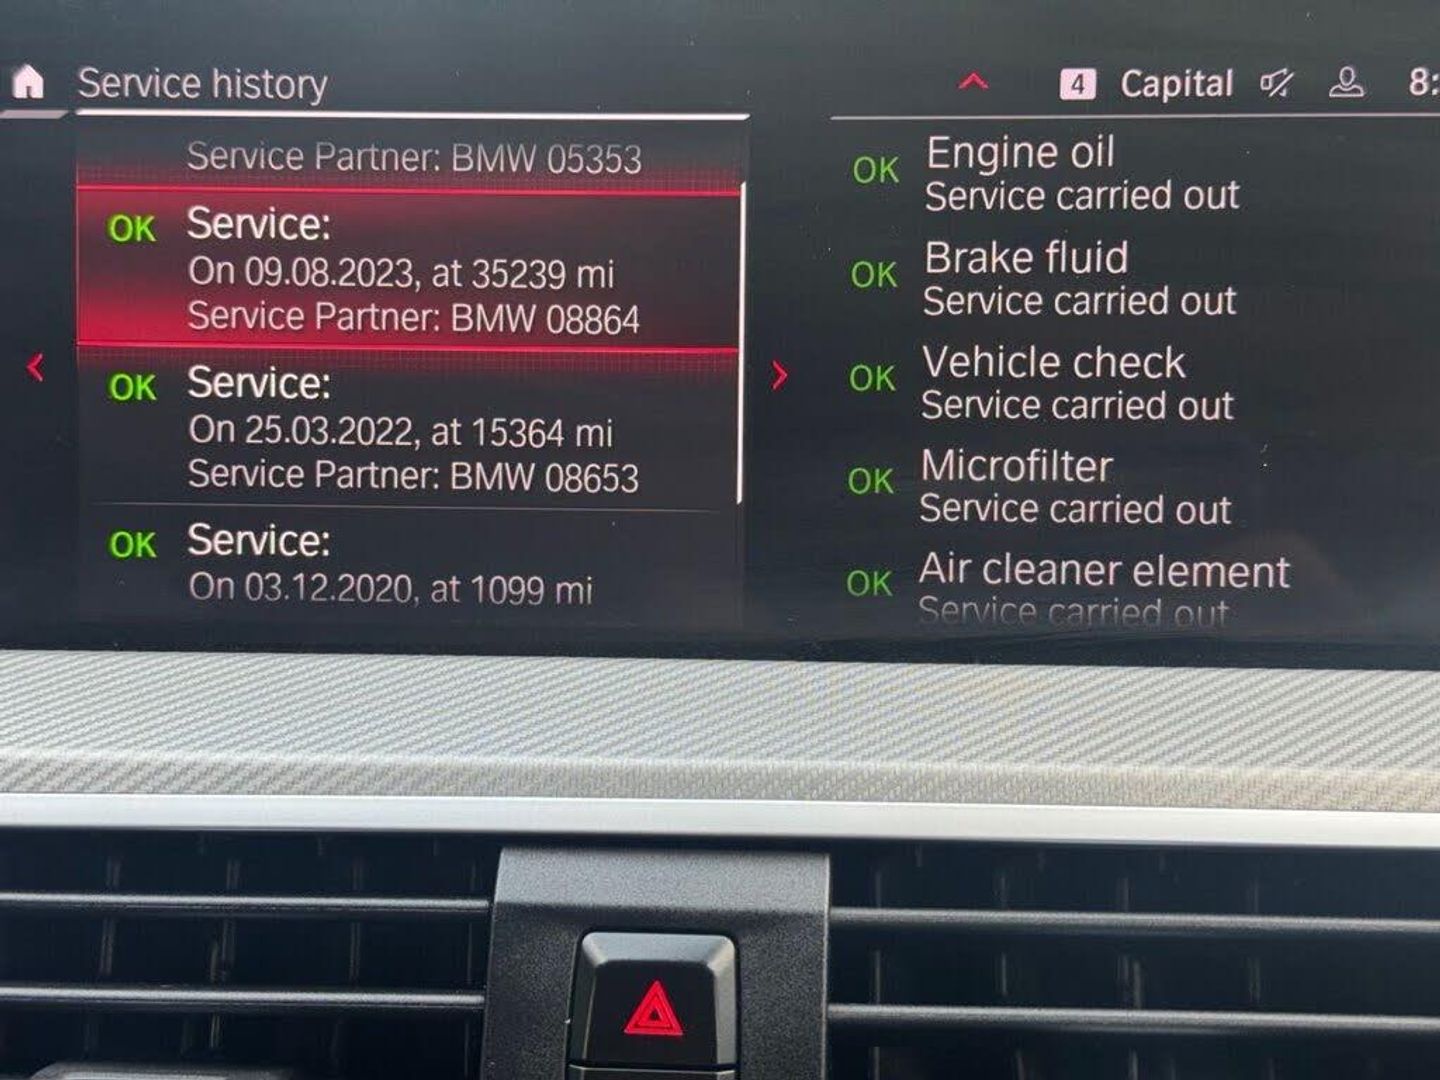 Service history
4 Capital 8:
Service Partner: BMW 05353
OK Service:
On 09.08.2023, at 35239 mi
Service Partner: BMW 08864
OK Service:
On 25.03.2022, at 15364 mi
Service Partner: BMW 08653
OK Service:
On 03.12.2020, at 1099 mi
OK Engine oil
Service carried out
OK Brake fluid
Service carried out
OK Vehicle check
Service carried out
OK Microfilter
Service carried out
OK Air cleaner element
Service carried out